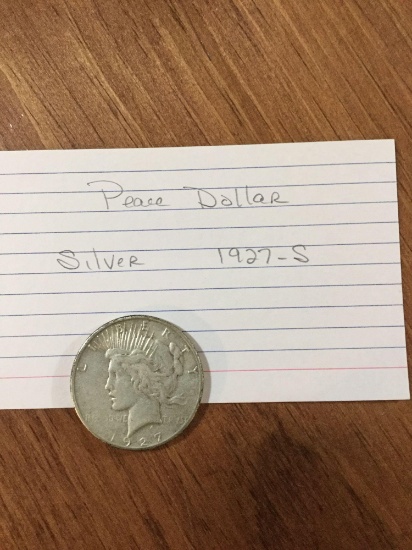 Peace Dollar
Silver 1927-S
LIBERTY
1927